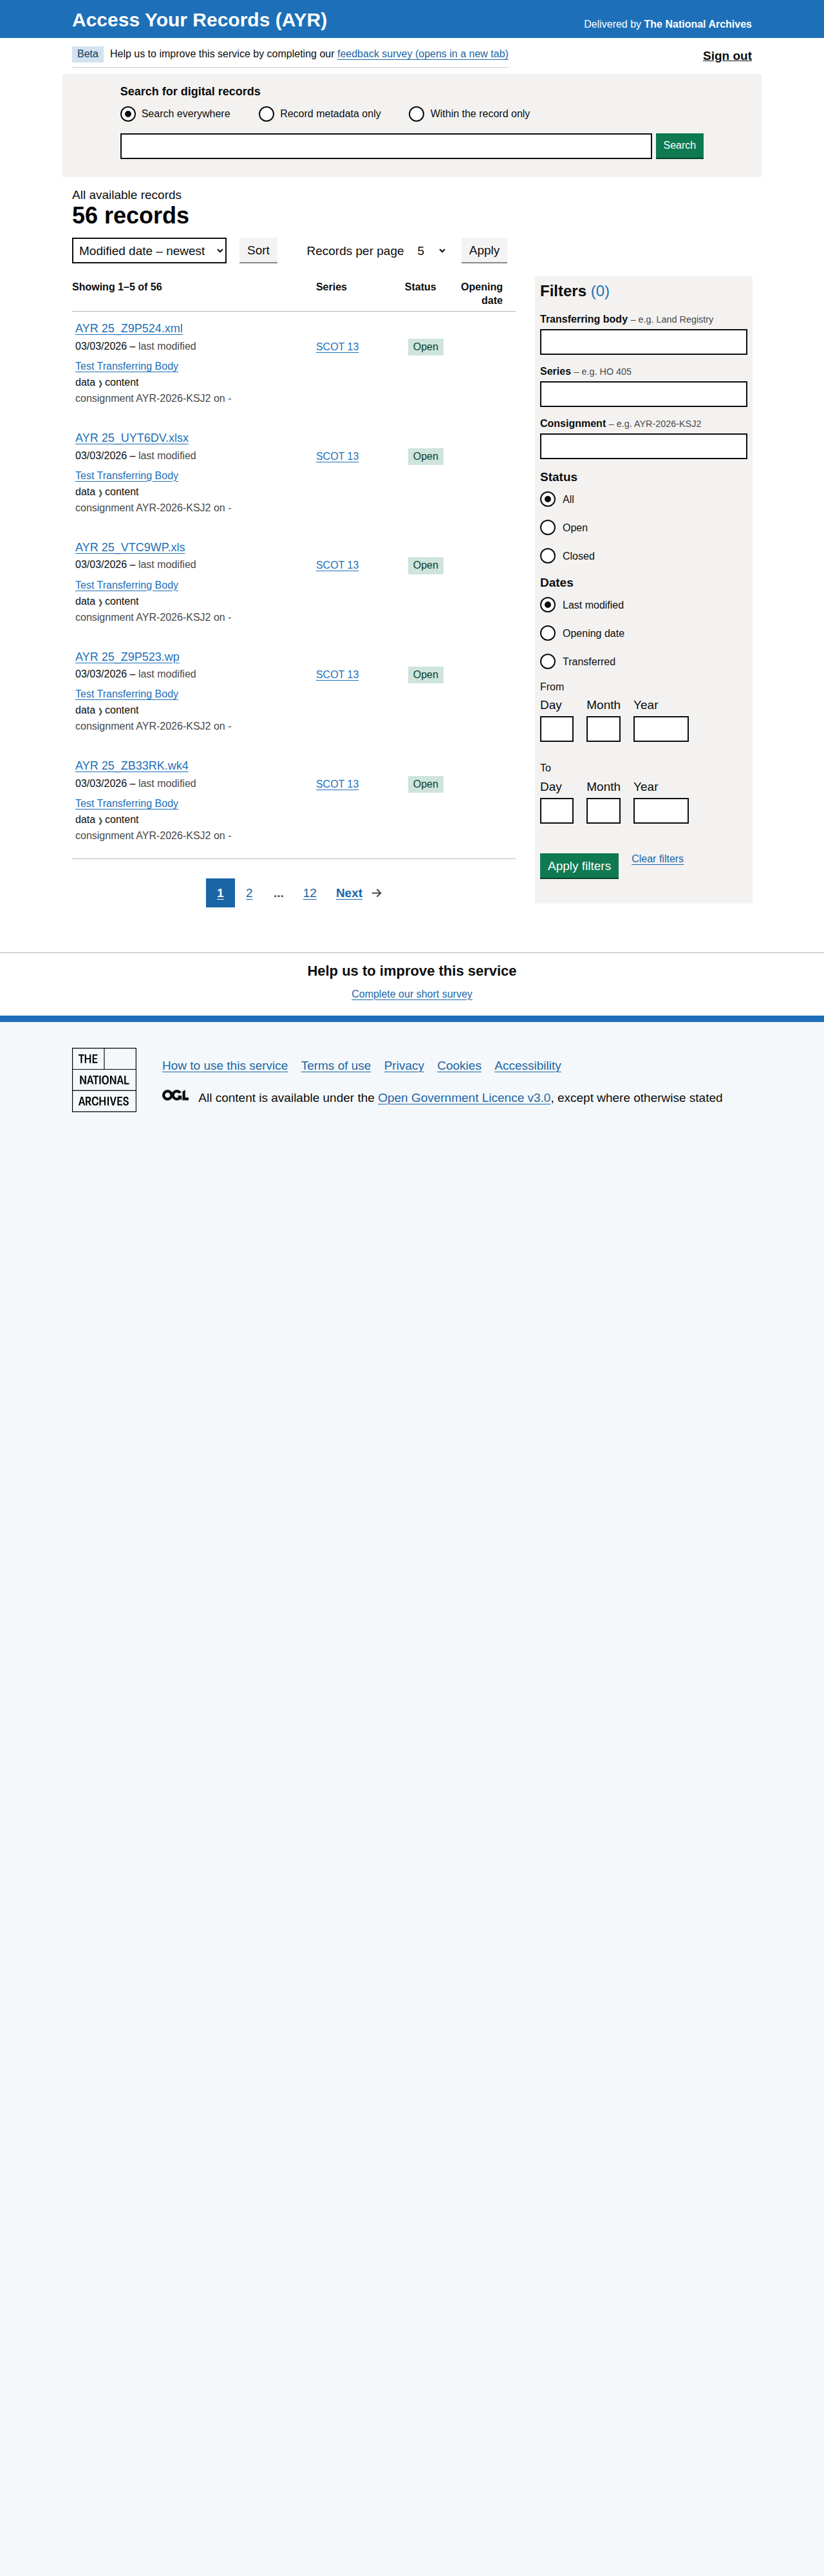 Access Your Records (AYR)
Delivered by The National Archives
Beta Help us to improve this service by completing our feedback survey (opens in a new tab)
Sign out
Search for digital records
Search everywhere Record metadata only Within the record only
Search
All available records
56 records
Modified date – newest Sort Records per page 5 Apply
Showing 1–5 of 56 Series Status Opening date
AYR 25_Z9P524.xml
03/03/2026 – last modified SCOT 13 Open
Test Transferring Body
data ❯ content
consignment AYR-2026-KSJ2 on -
AYR 25_UYT6DV.xlsx
03/03/2026 – last modified SCOT 13 Open
Test Transferring Body
data ❯ content
consignment AYR-2026-KSJ2 on -
AYR 25_VTC9WP.xls
03/03/2026 – last modified SCOT 13 Open
Test Transferring Body
data ❯ content
consignment AYR-2026-KSJ2 on -
AYR 25_Z9P523.wp
03/03/2026 – last modified SCOT 13 Open
Test Transferring Body
data ❯ content
consignment AYR-2026-KSJ2 on -
AYR 25_ZB33RK.wk4
03/03/2026 – last modified SCOT 13 Open
Test Transferring Body
data ❯ content
consignment AYR-2026-KSJ2 on -
1 2 ... 12 Next →
Filters (0)
Transferring body – e.g. Land Registry
Series – e.g. HO 405
Consignment – e.g. AYR-2026-KSJ2
Status
All
Open
Closed
Dates
Last modified
Opening date
Transferred
From
Day Month Year
To
Day Month Year
Apply filters Clear filters
Help us to improve this service
Complete our short survey
THE
NATIONAL
ARCHIVES
How to use this service Terms of use Privacy Cookies Accessibility
OGL All content is available under the Open Government Licence v3.0, except where otherwise stated